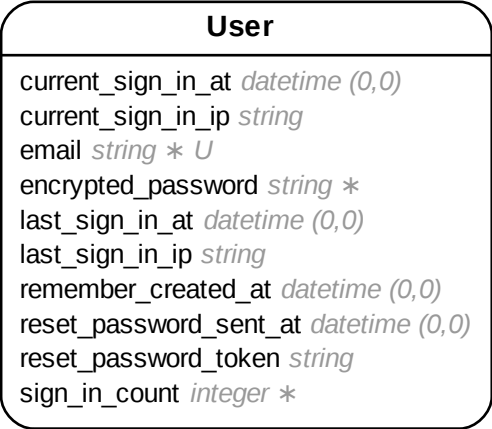 User
current_sign_in_at datetime (0,0)
current_sign_in_ip string
email string ∗ U
encrypted_password string ∗
last_sign_in_at datetime (0,0)
last_sign_in_ip string
remember_created_at datetime (0,0)
reset_password_sent_at datetime (0,0)
reset_password_token string
sign_in_count integer ∗